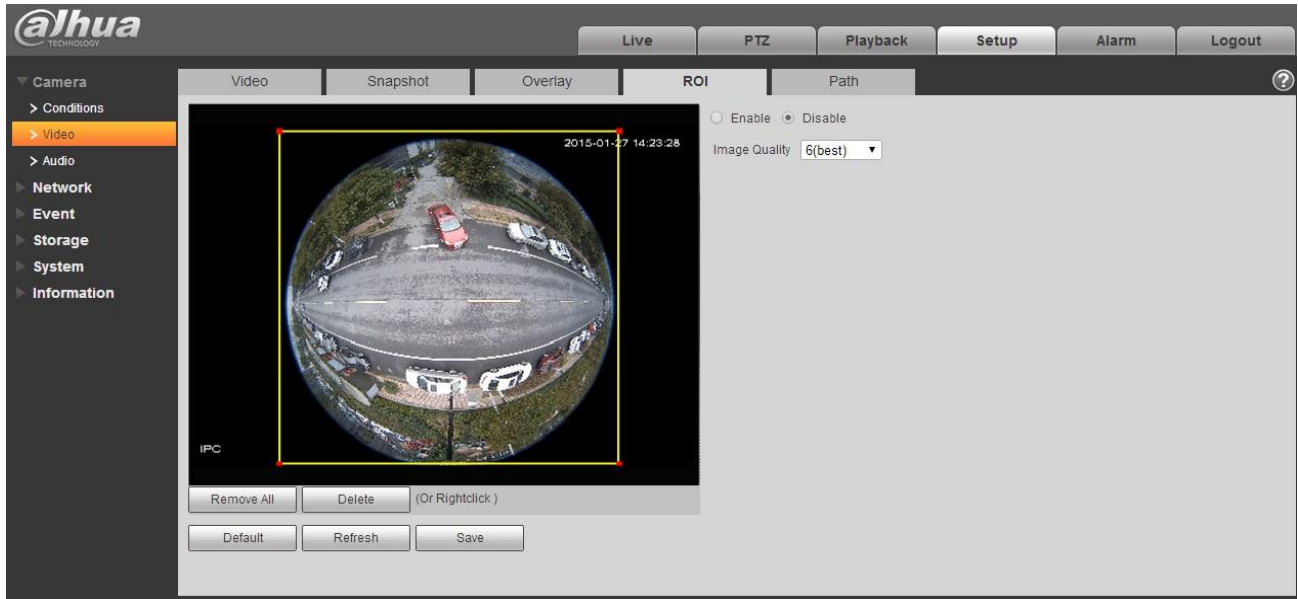 alhua
TECHNOLOGY
Live PTZ Playback Setup Alarm Logout
Camera
Conditions
Video
Audio
Network
Event
Storage
System
Information
Video Snapshot Overlay ROI Path
?
2015-01-27 14:23:28
IPC
Enable Disable
Image Quality 6(best)
Remove All Delete (Or Rightclick )
Default Refresh Save